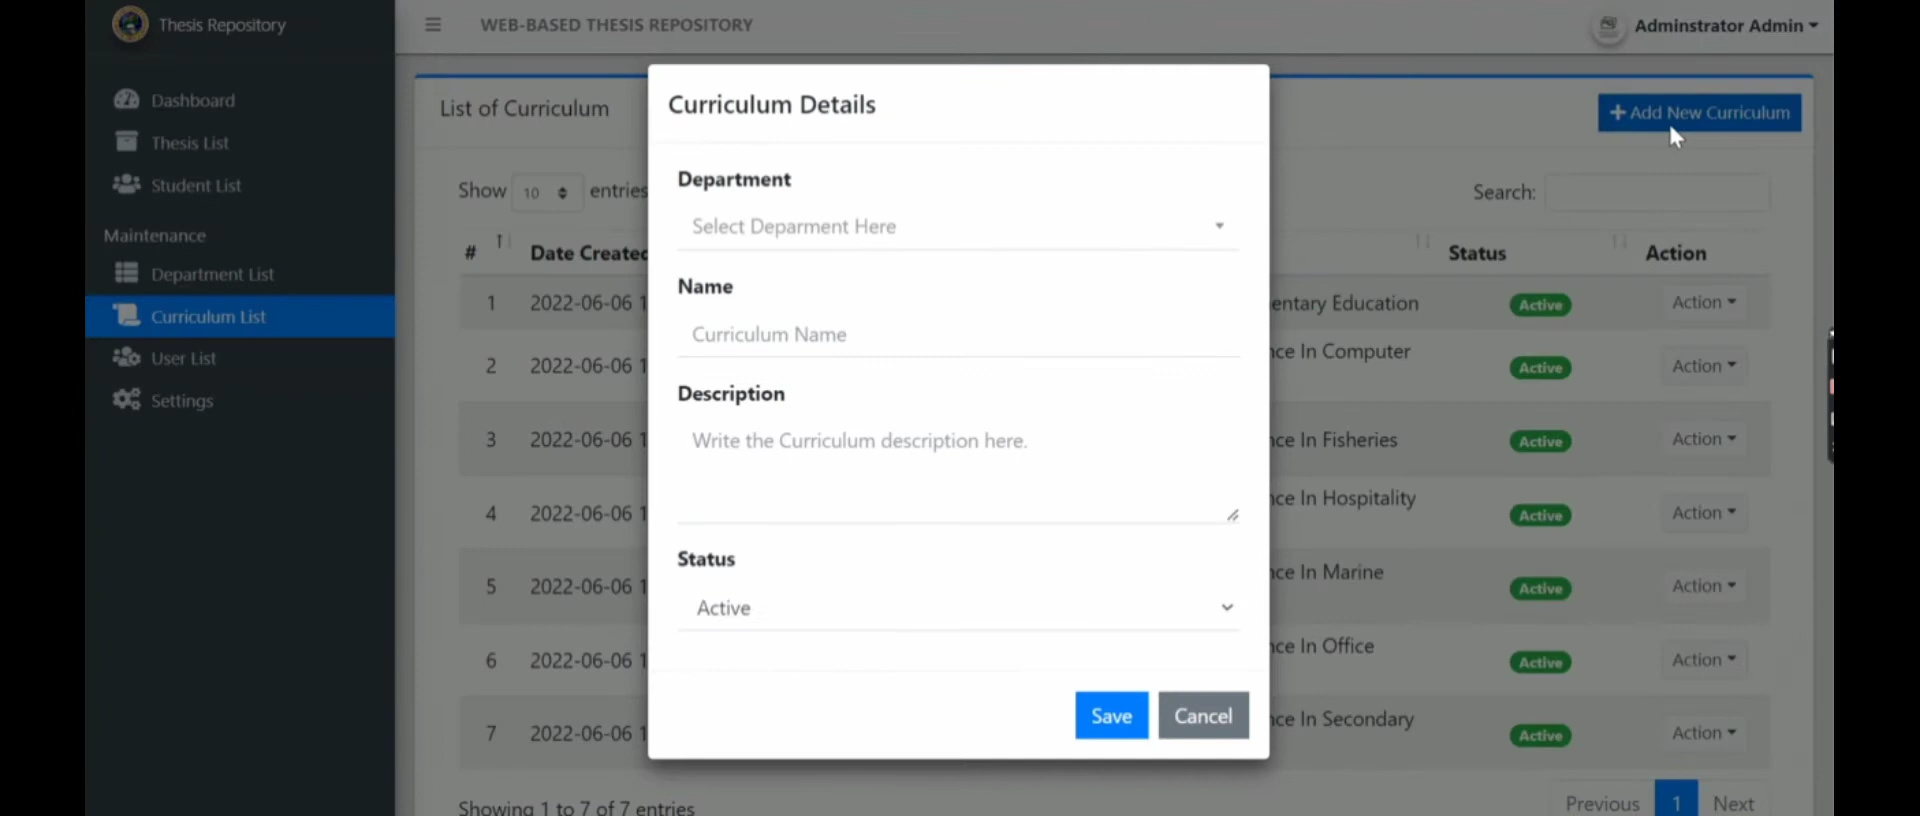 Thesis Repository
WEB-BASED THESIS REPOSITORY
Adminstrator Admin
Dashboard
Thesis List
Student List
Maintenance
Department List
Curriculum List
User List
Settings
List of Curriculum
Add New Curriculum
Show 10 entries
Search:
# Date Created Status Action
1 2022-06-06 1 entary Education Active Action
2 2022-06-06 1 ce In Computer Active Action
3 2022-06-06 1 ce In Fisheries Active Action
4 2022-06-06 1 ce In Hospitality Active Action
5 2022-06-06 1 ce In Marine Active Action
6 2022-06-06 1 ce In Office Active Action
7 2022-06-06 1 ce In Secondary Active Action
Showing 1 to 7 of 7 entries
Previous 1 Next
Curriculum Details
Department
Select Deparment Here
Name
Curriculum Name
Description
Write the Curriculum description here.
Status
Active
Save Cancel